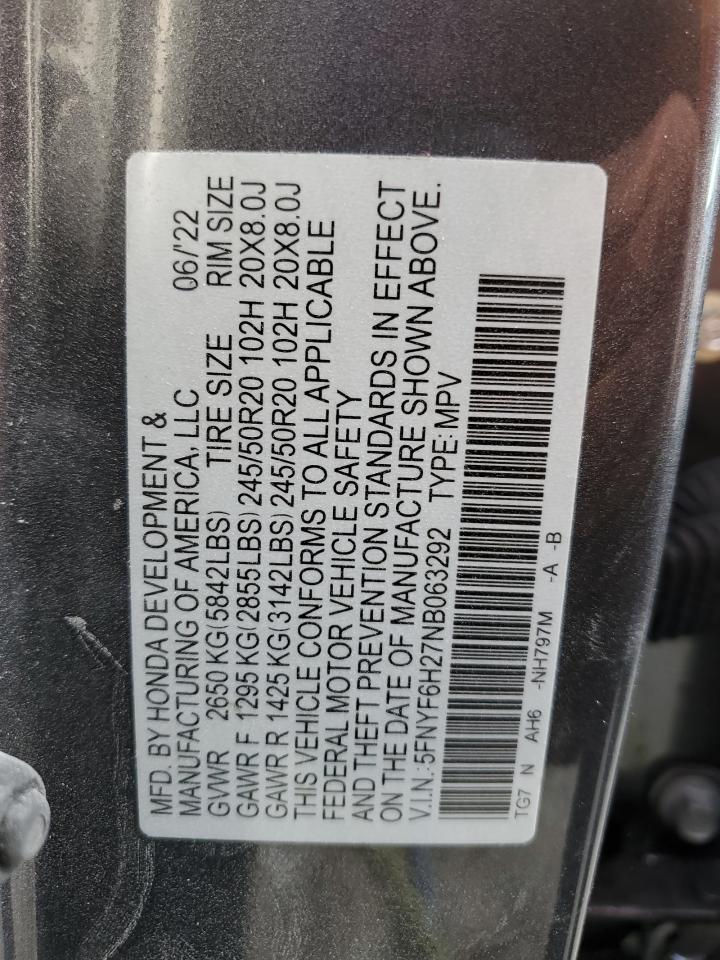 MFD. BY HONDA DEVELOPMENT &
MANUFACTURING OF AMERICA, LLC 06/'22
GVWR 2650 KG(5842LBS) TIRE SIZE RIM SIZE
GAWR F 1295 KG(2855LBS) 245/50R20 102H 20X8.0J
GAWR R 1425 KG(3142LBS) 245/50R20 102H 20X8.0J
THIS VEHICLE CONFORMS TO ALL APPLICABLE
FEDERAL MOTOR VEHICLE SAFETY
AND THEFT PREVENTION STANDARDS IN EFFECT
ON THE DATE OF MANUFACTURE SHOWN ABOVE.
V.I.N.:5FNYF6H27NB063292 TYPE:MPV
TG7 N AH6 -NH797M -A -B